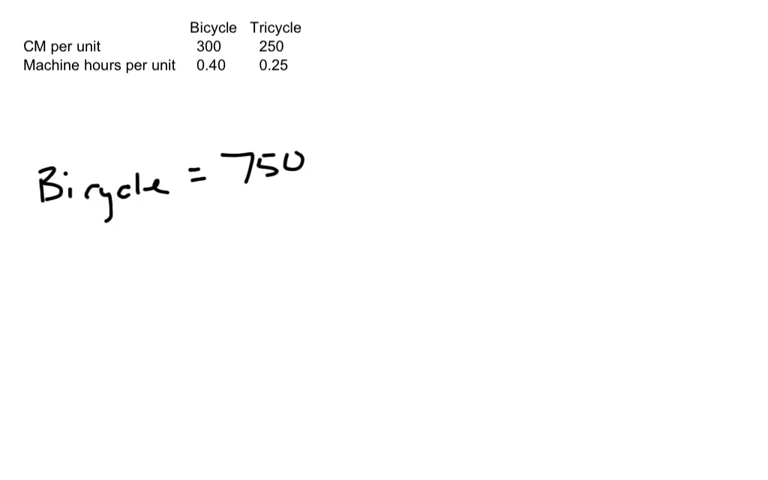 Bicycle Tricycle
CM per unit 300 250
Machine hours per unit 0.40 0.25
Bicycle = 750